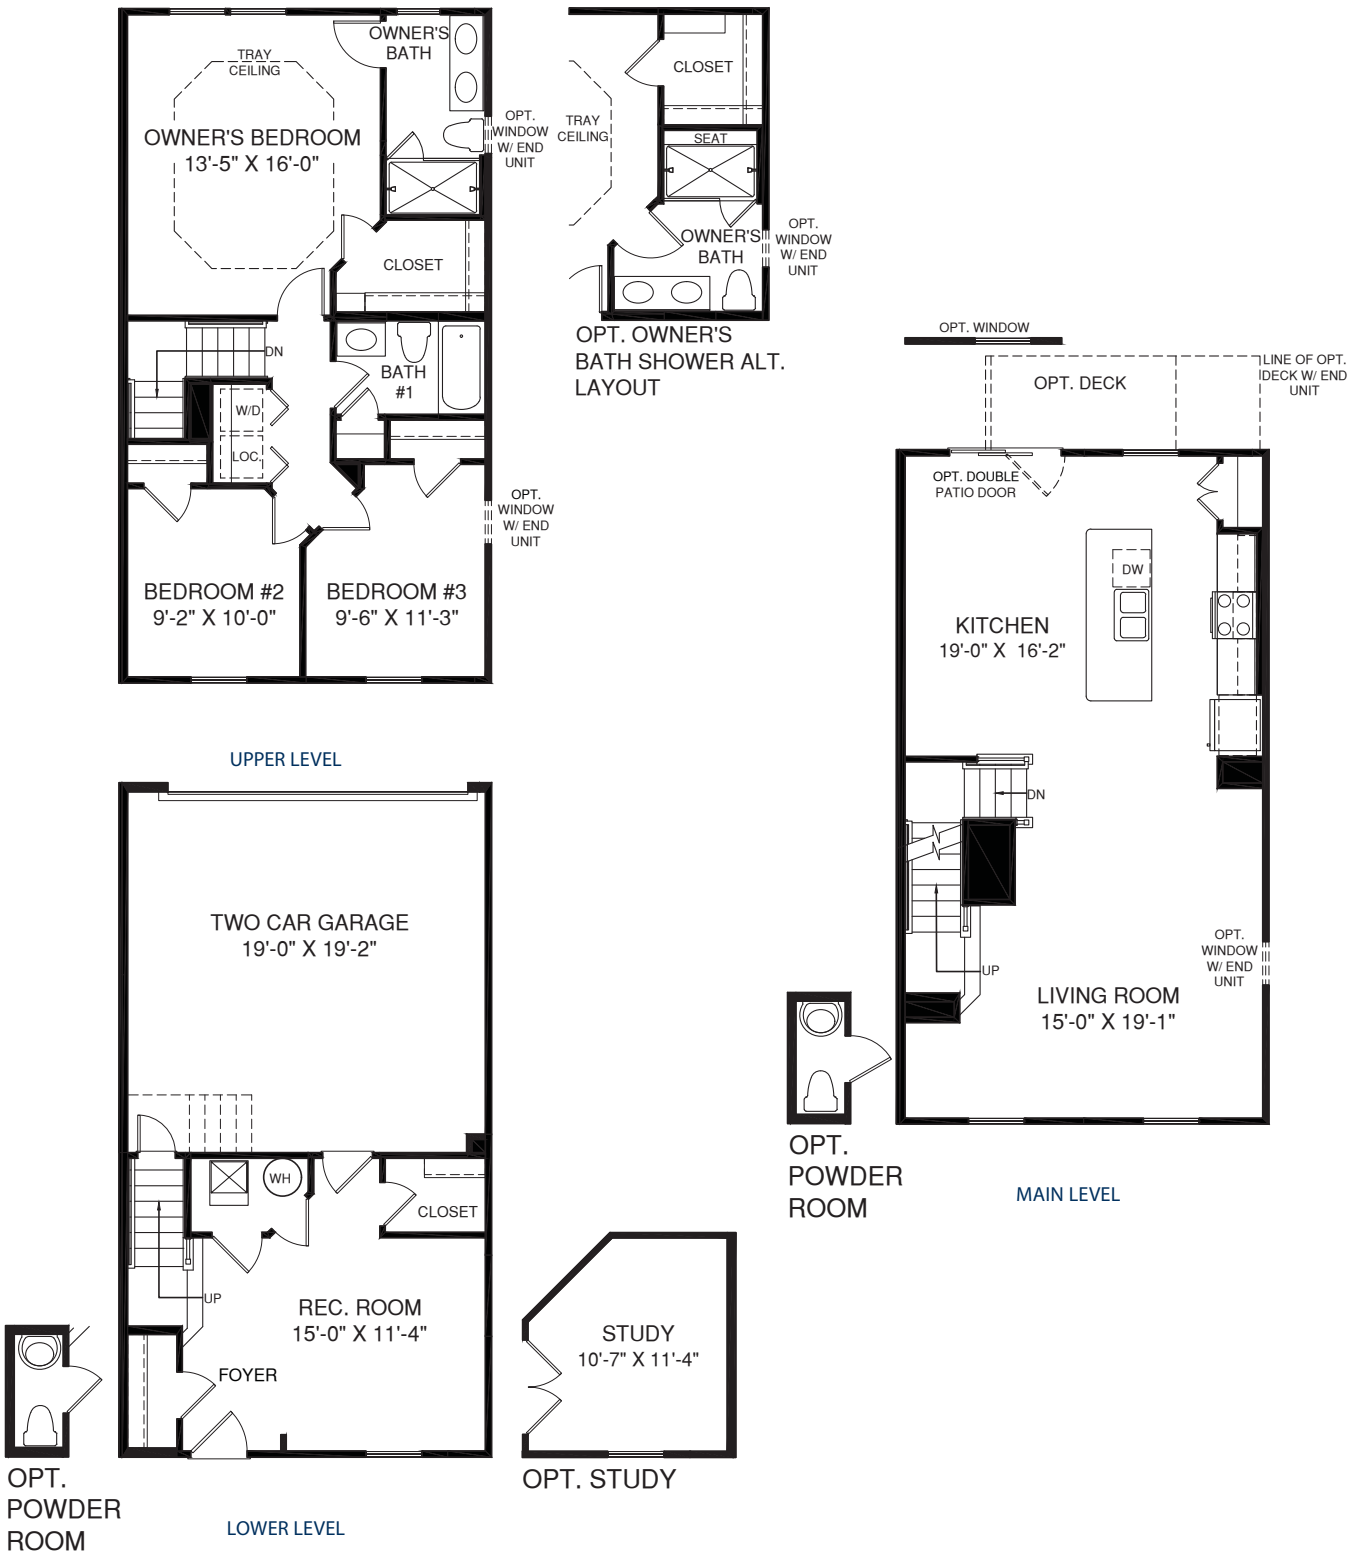 OWNER'S
BATH
TRAY
CEILING
OWNER'S BEDROOM
13'-5" X 16'-0"
OPT.
WINDOW
W/ END
UNIT
CLOSET
DN
BATH
#1
W/D
LOC.
OPT.
WINDOW
W/ END
UNIT
BEDROOM #2
9'-2" X 10'-0"
BEDROOM #3
9'-6" X 11'-3"
UPPER LEVEL
CLOSET
TRAY
CEILING
SEAT
OWNER'S
BATH
OPT.
WINDOW
W/ END
UNIT
OPT. OWNER'S
BATH SHOWER ALT.
LAYOUT
OPT. WINDOW
OPT. DECK
LINE OF OPT.
DECK W/ END
UNIT
OPT. DOUBLE
PATIO DOOR
DW
KITCHEN
19'-0" X 16'-2"
DN
UP
OPT.
WINDOW
W/ END
UNIT
LIVING ROOM
15'-0" X 19'-1"
OPT.
POWDER
ROOM
MAIN LEVEL
TWO CAR GARAGE
19'-0" X 19'-2"
WH
CLOSET
UP
REC. ROOM
15'-0" X 11'-4"
FOYER
OPT.
POWDER
ROOM
LOWER LEVEL
STUDY
10'-7" X 11'-4"
OPT. STUDY